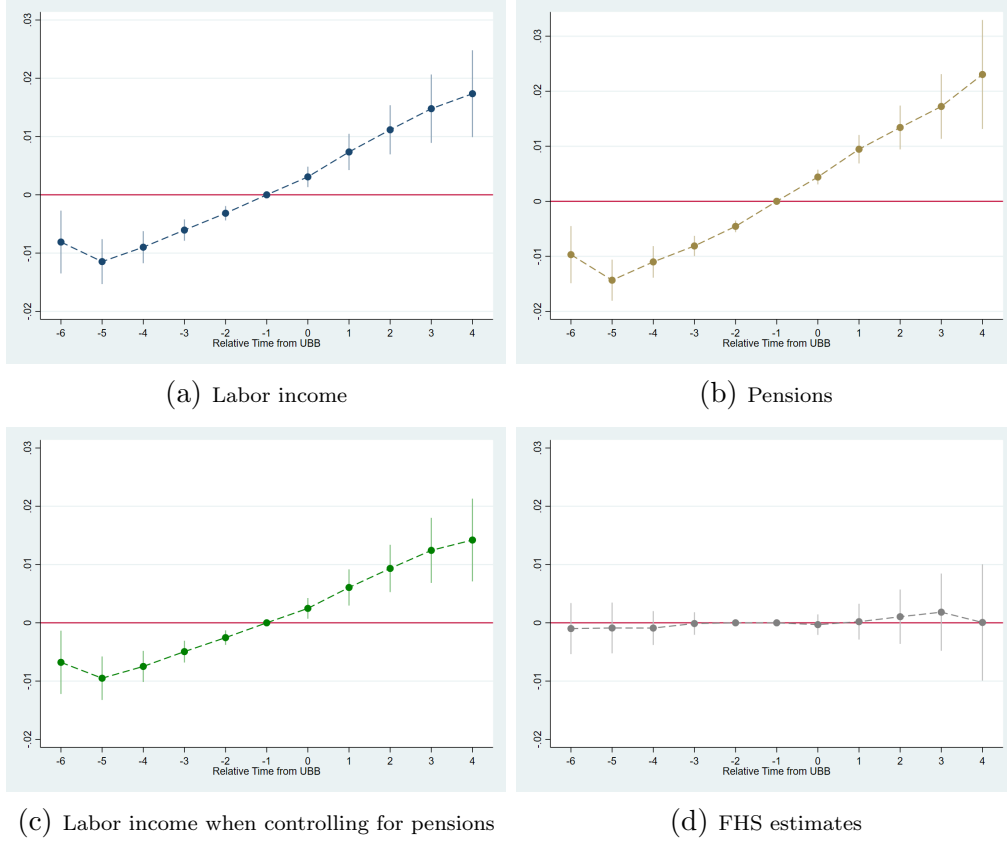 .03
.02
.01
0
-.01
-.02
-6 -5 -4 -3 -2 -1 0 1 2 3 4
Relative Time from UBB
(a) Labor income
.03
.02
.01
0
-.01
-.02
-6 -5 -4 -3 -2 -1 0 1 2 3 4
Relative Time from UBB
(b) Pensions
.03
.02
.01
0
-.01
-.02
-6 -5 -4 -3 -2 -1 0 1 2 3 4
Relative Time from UBB
(c) Labor income when controlling for pensions
.03
.02
.01
0
-.01
-.02
-6 -5 -4 -3 -2 -1 0 1 2 3 4
Relative Time from UBB
(d) FHS estimates